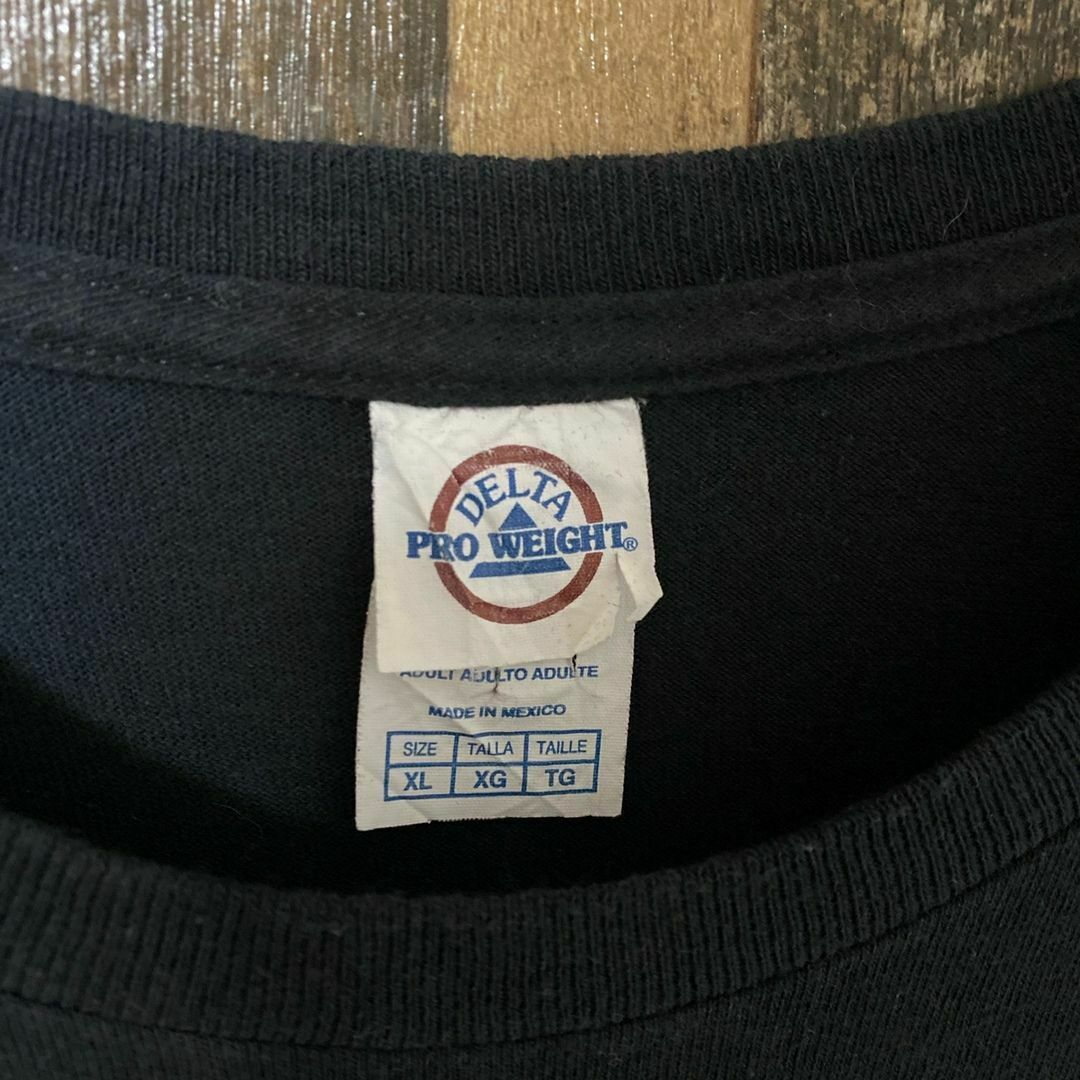 DELTA
PRO WEIGHT®
ADULT ADULTO ADULTE
MADE IN MEXICO
SIZE TALLA TAILLE
XL XG TG